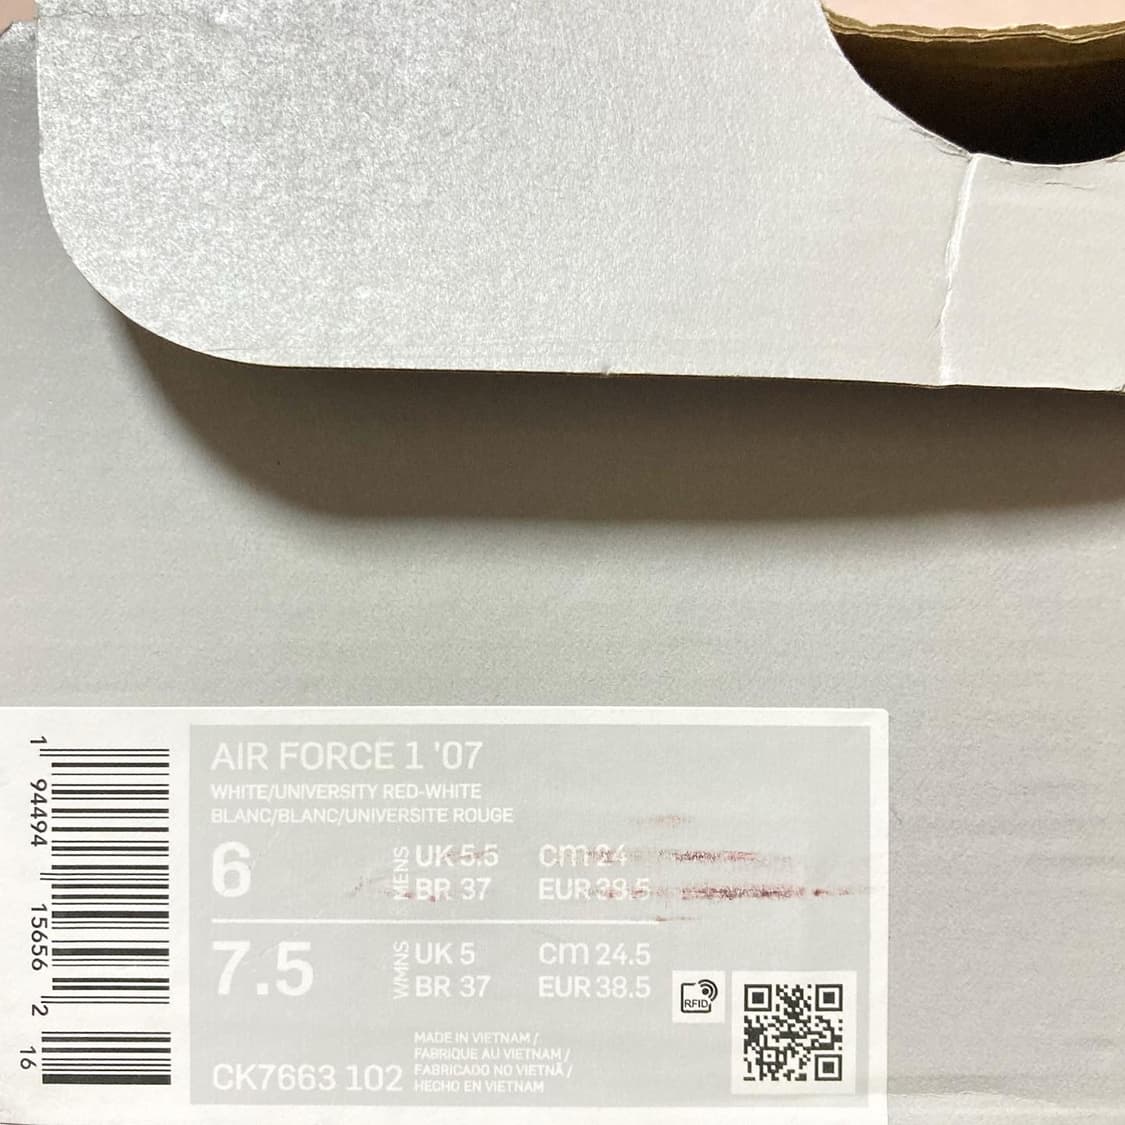 AIR FORCE 1 '07
WHITE/UNIVERSITY RED-WHITE
BLANC/BLANC/UNIVERSITE ROUGE
6 MENS UK 5.5 cm 24
BR 37 EUR 38.5
7.5 WMNS UK 5 cm 24.5
BR 37 EUR 38.5
RFID
MADE IN VIETNAM /
FABRIQUE AU VIETNAM /
FABRICADO NO VIETNÃ /
HECHO EN VIETNAM
CK7663 102
1 94494 15656 2 16